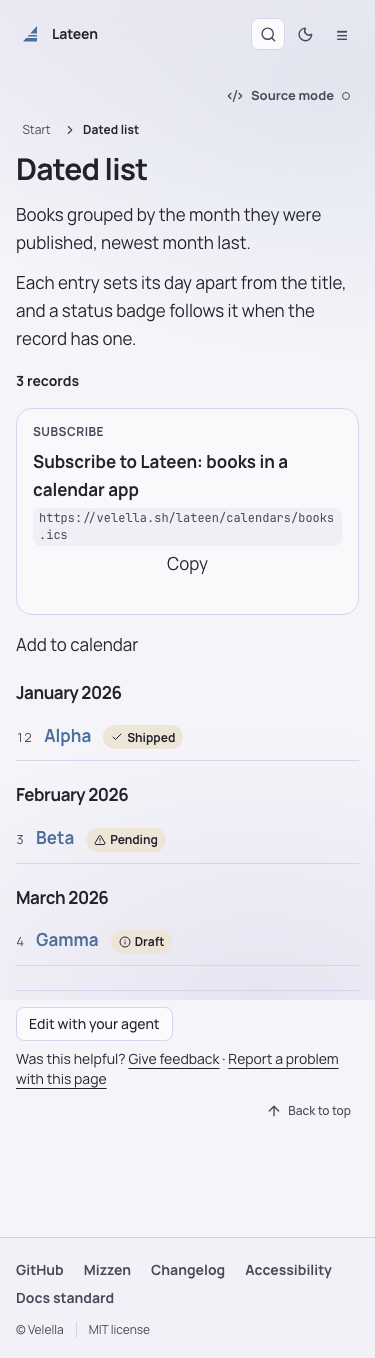 Lateen
Source mode
Start
Dated list
Dated list
Books grouped by the month they were
published, newest month last.
Each entry sets its day apart from the title,
and a status badge follows it when the
record has one.
3 records
SUBSCRIBE
Subscribe to Lateen: books in a
calendar app
https://velella.sh/lateen/calendars/books
.ics
Copy
Add to calendar
January 2026
12 Alpha Shipped
February 2026
3 Beta Pending
March 2026
4 Gamma Draft
Edit with your agent
Was this helpful? Give feedback · Report a problem
with this page
Back to top
GitHub Mizzen Changelog Accessibility
Docs standard
© Velella MIT license